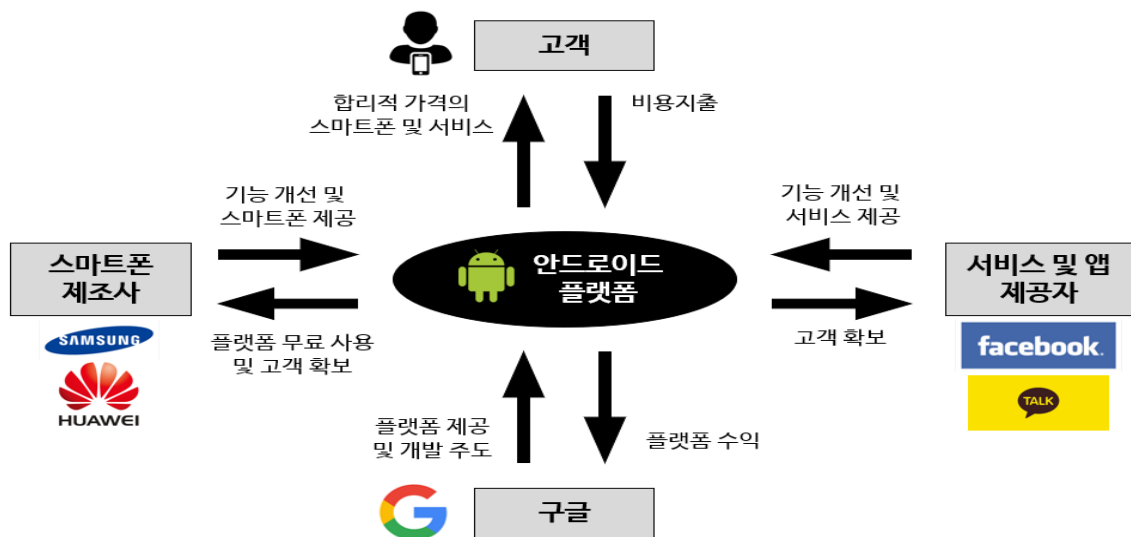 고객
합리적 가격의
스마트폰 및 서비스
비용지출
기능 개선 및
스마트폰 제공
기능 개선 및
서비스 제공
스마트폰
제조사
안드로이드
플랫폼
서비스 및 앱
제공자
SAMSUNG
HUAWEI
플랫폼 무료 사용
및 고객 확보
고객 확보
facebook.
TALK
플랫폼 제공
및 개발 주도
플랫폼 수익
G
구글